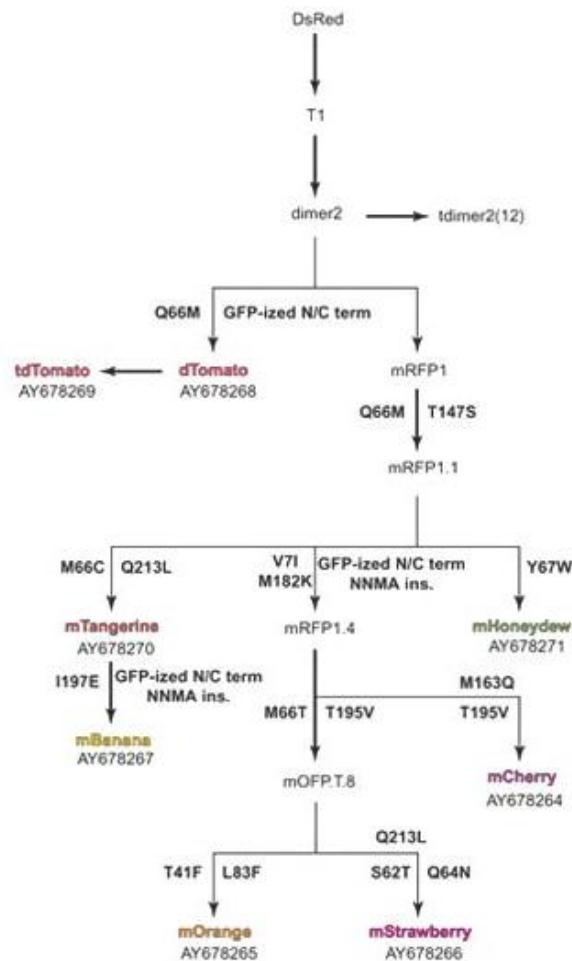 DsRed
T1
dimer2
tdimer2(12)
Q66M
GFP-ized N/C term
tdTomato
AY678269
dTomato
AY678268
mRFP1
Q66M
T147S
mRFP1.1
M66C
Q213L
V7I
M182K
GFP-ized N/C term
NNMA ins.
Y67W
mTangerine
AY678270
mRFP1.4
mHoneydew
AY678271
I197E
GFP-ized N/C term
NNMA ins.
M163Q
M66T
T195V
T195V
mBanana
AY678267
mOFP.T.8
mCherry
AY678264
Q213L
T41F
L83F
S62T
Q64N
mOrange
AY678265
mStrawberry
AY678266